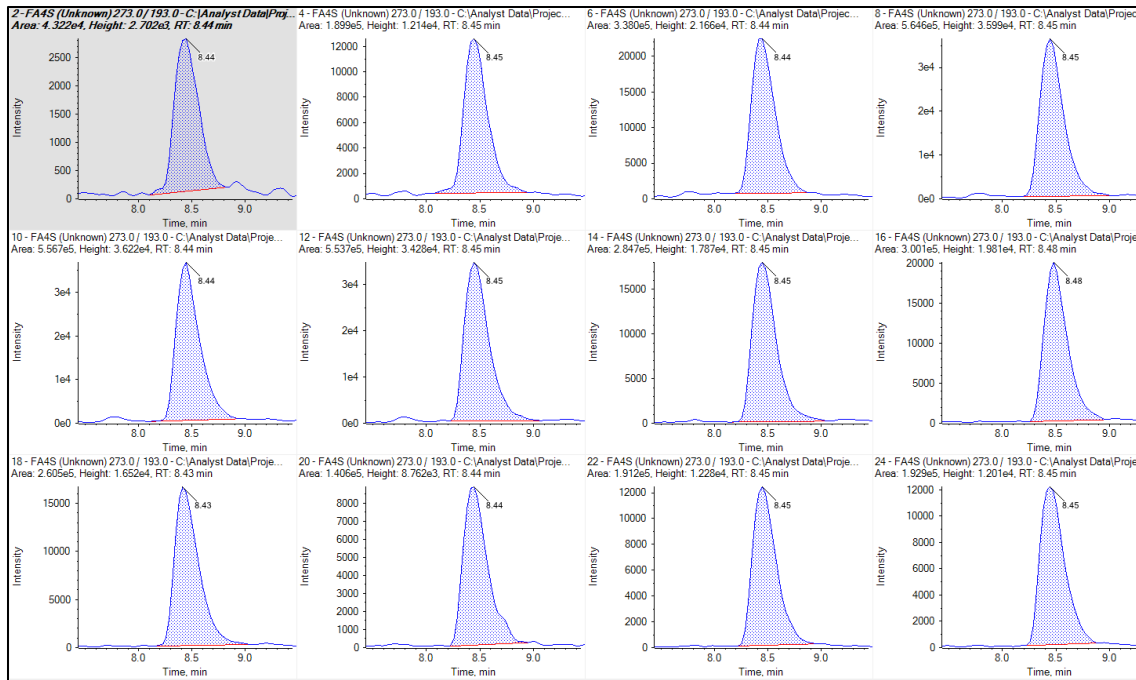 2 - FA4S (Unknown) 273.0 / 193.0 - C:\Analyst Data\Proj...
Area: 4.322e4, Height: 2.702e3, RT: 8.44 min
2500
2000
1500
1000
500
0
Intensity
8.44
8.0 8.5 9.0
Time, min
4 - FA4S (Unknown) 273.0 / 193.0 - C:\Analyst Data\Projec...
Area: 1.899e5, Height: 1.214e4, RT: 8.45 min
12000
10000
8000
6000
4000
2000
0
Intensity
8.45
8.0 8.5 9.0
Time, min
6 - FA4S (Unknown) 273.0 / 193.0 - C:\Analyst Data\Projec...
Area: 3.380e5, Height: 2.166e4, RT: 8.44 min
20000
15000
10000
5000
0
Intensity
8.44
8.0 8.5 9.0
Time, min
8 - FA4S (Unknown) 273.0 / 193.0 - C:\Analyst Data\Projec...
Area: 5.646e5, Height: 3.599e4, RT: 8.45 min
3e4
2e4
1e4
0e0
Intensity
8.45
8.0 8.5 9.0
Time, min
10 - FA4S (Unknown) 273.0 / 193.0 - C:\Analyst Data\Proje...
Area: 5.567e5, Height: 3.622e4, RT: 8.44 min
3e4
2e4
1e4
0e0
Intensity
8.44
8.0 8.5 9.0
Time, min
12 - FA4S (Unknown) 273.0 / 193.0 - C:\Analyst Data\Proje...
Area: 5.537e5, Height: 3.428e4, RT: 8.45 min
3e4
2e4
1e4
0e0
Intensity
8.45
8.0 8.5 9.0
Time, min
14 - FA4S (Unknown) 273.0 / 193.0 - C:\Analyst Data\Proje...
Area: 2.847e5, Height: 1.787e4, RT: 8.45 min
15000
10000
5000
0
Intensity
8.45
8.0 8.5 9.0
Time, min
16 - FA4S (Unknown) 273.0 / 193.0 - C:\Analyst Data\Proje...
Area: 3.001e5, Height: 1.981e4, RT: 8.48 min
20000
15000
10000
5000
0
Intensity
8.48
8.0 8.5 9.0
Time, min
18 - FA4S (Unknown) 273.0 / 193.0 - C:\Analyst Data\Proje...
Area: 2.605e5, Height: 1.652e4, RT: 8.43 min
15000
10000
5000
0
Intensity
8.43
8.0 8.5 9.0
Time, min
20 - FA4S (Unknown) 273.0 / 193.0 - C:\Analyst Data\Proje...
Area: 1.406e5, Height: 8.762e3, RT: 8.44 min
8000
7000
6000
5000
4000
3000
2000
1000
0
Intensity
8.44
8.0 8.5 9.0
Time, min
22 - FA4S (Unknown) 273.0 / 193.0 - C:\Analyst Data\Proje...
Area: 1.912e5, Height: 1.228e4, RT: 8.45 min
12000
10000
8000
6000
4000
2000
0
Intensity
8.45
8.0 8.5 9.0
Time, min
24 - FA4S (Unknown) 273.0 / 193.0 - C:\Analyst Data\Proje...
Area: 1.929e5, Height: 1.201e4, RT: 8.45 min
12000
10000
8000
6000
4000
2000
0
Intensity
8.45
8.0 8.5 9.0
Time, min